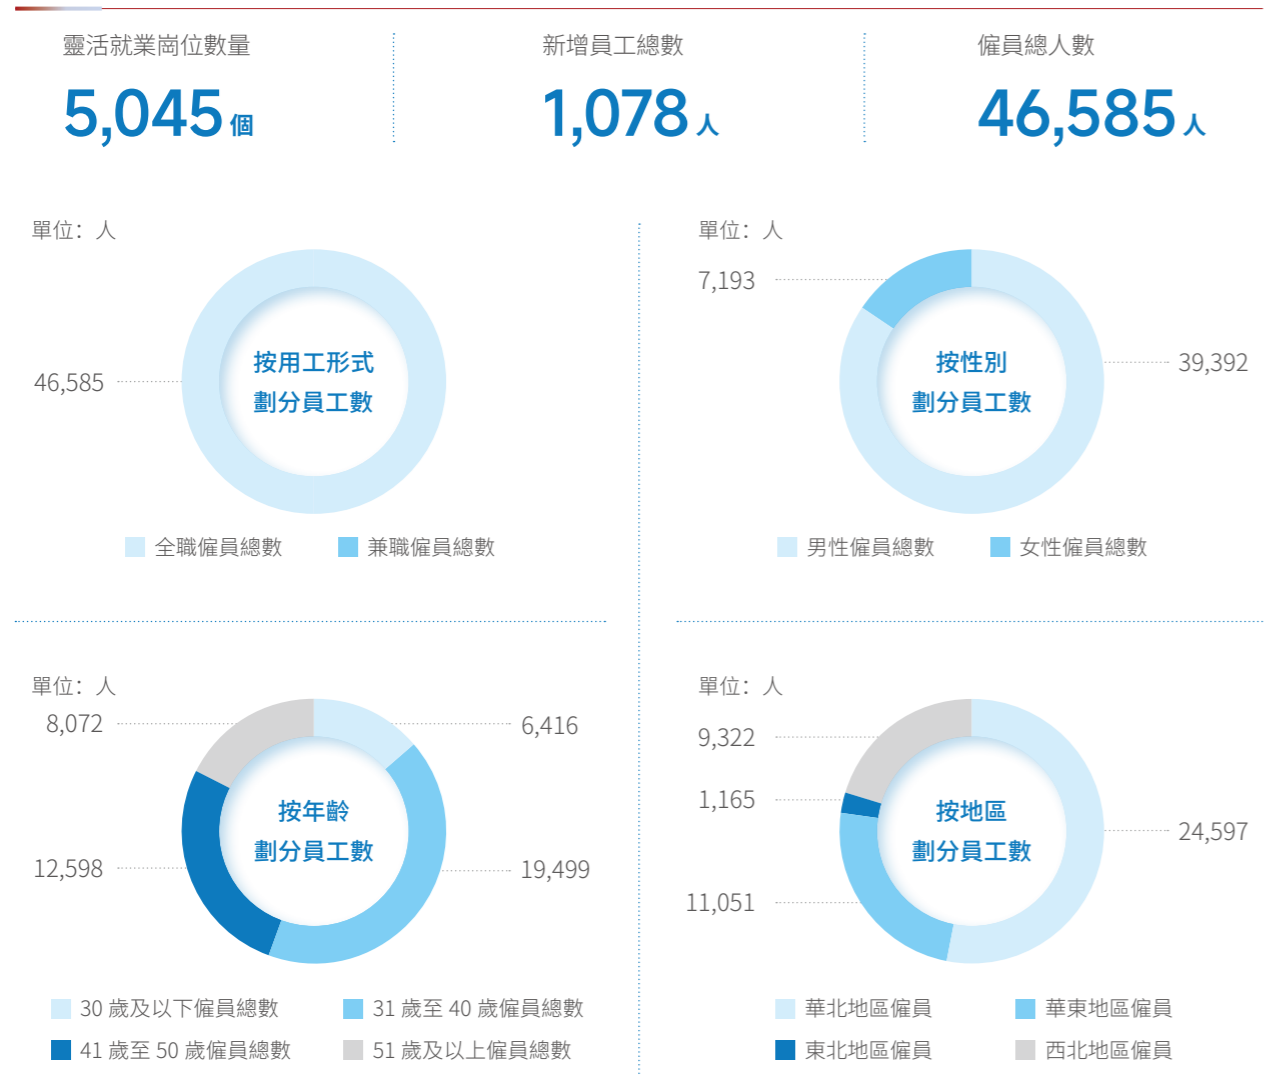 靈活就業崗位數量
5,045 個
新增員工總數
1,078 人
僱員總人數
46,585 人
單位：人
46,585
按用工形式
劃分員工數
全職僱員總數
兼職僱員總數
單位：人
7,193
39,392
按性別
劃分員工數
男性僱員總數
女性僱員總數
單位：人
8,072
6,416
12,598
19,499
按年齡
劃分員工數
30 歲及以下僱員總數
31 歲至 40 歲僱員總數
41 歲至 50 歲僱員總數
51 歲及以上僱員總數
單位：人
9,322
1,165
24,597
11,051
按地區
劃分員工數
華北地區僱員
華東地區僱員
東北地區僱員
西北地區僱員